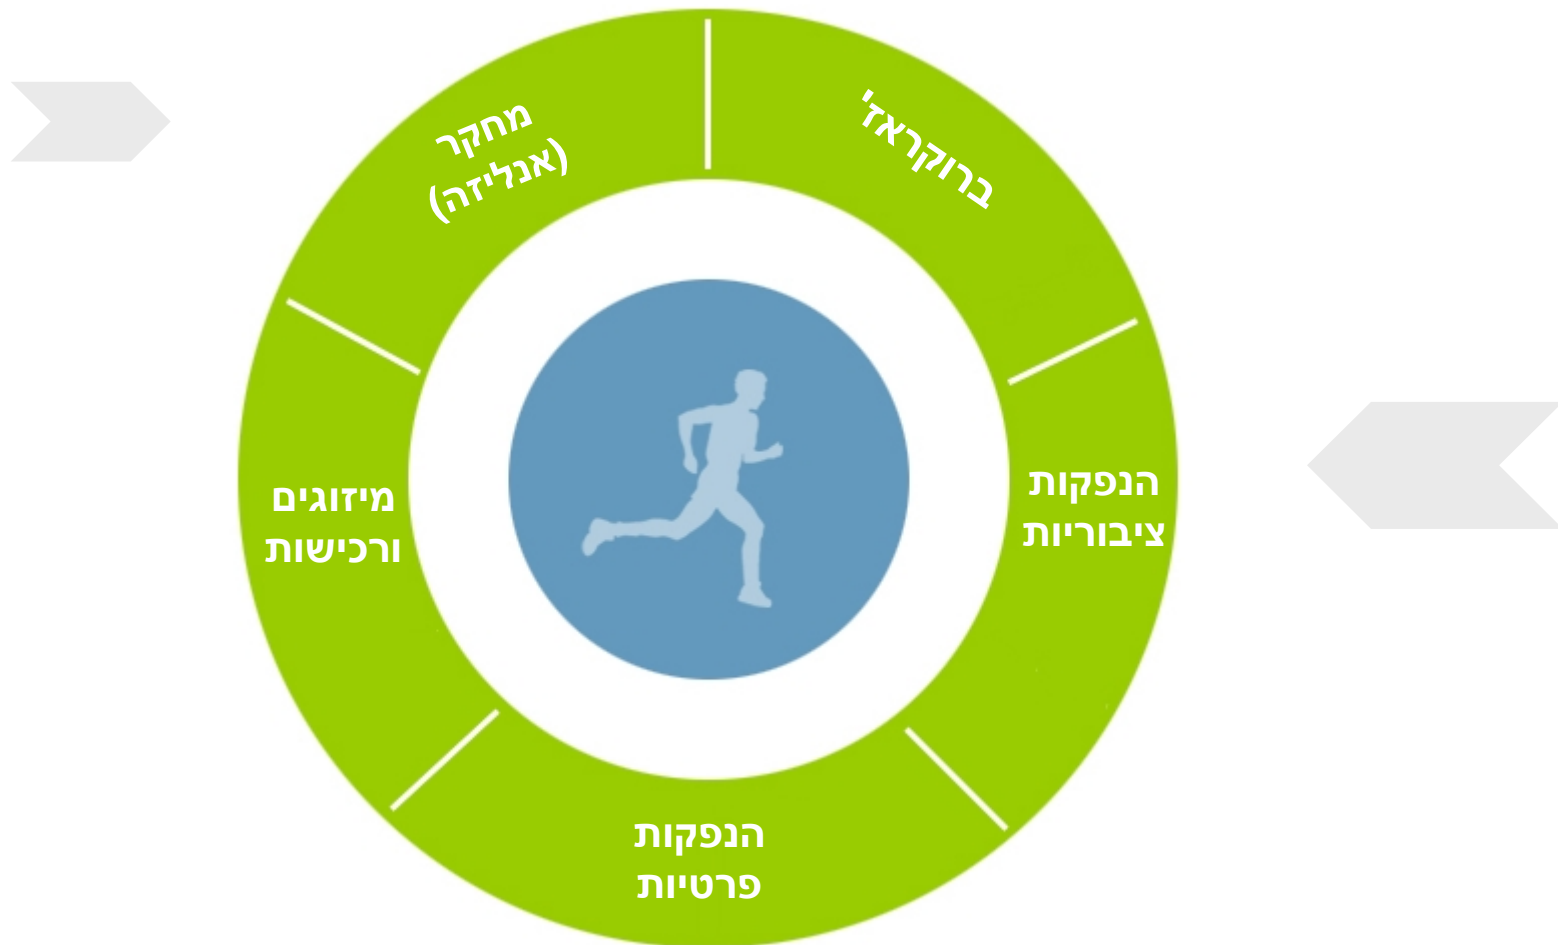 ברוקראז'
מחקר
(אנליזה)
הנפקות
ציבוריות
מיזוגים
ורכישות
הנפקות
פרטיות